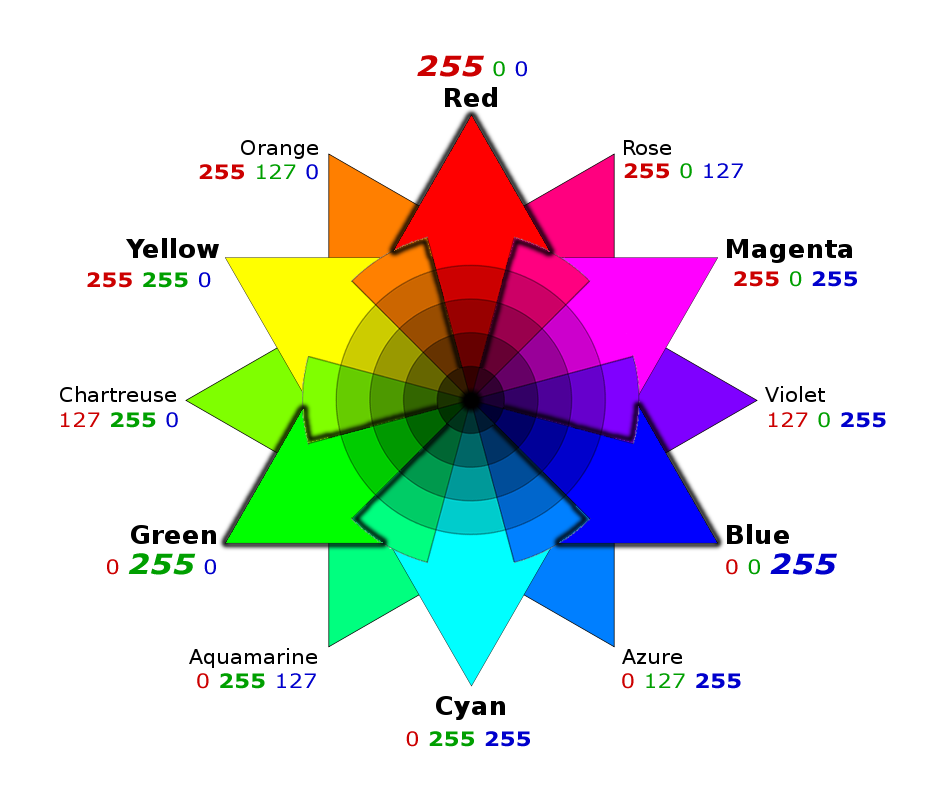 255 0 0
Red
Orange
255 127 0
Rose
255 0 127
Yellow
255 255 0
Magenta
255 0 255
Chartreuse
127 255 0
Violet
127 0 255
Green
0 255 0
Blue
0 0 255
Aquamarine
0 255 127
Azure
0 127 255
Cyan
0 255 255